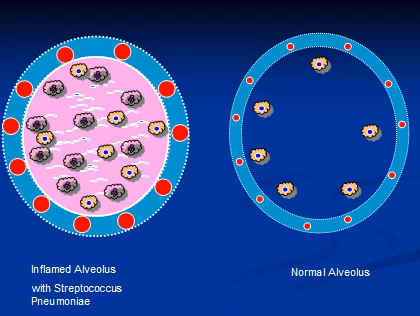 Inflamed Alveolus
with Streptococcus
Pneumoniae
Normal Alveolus